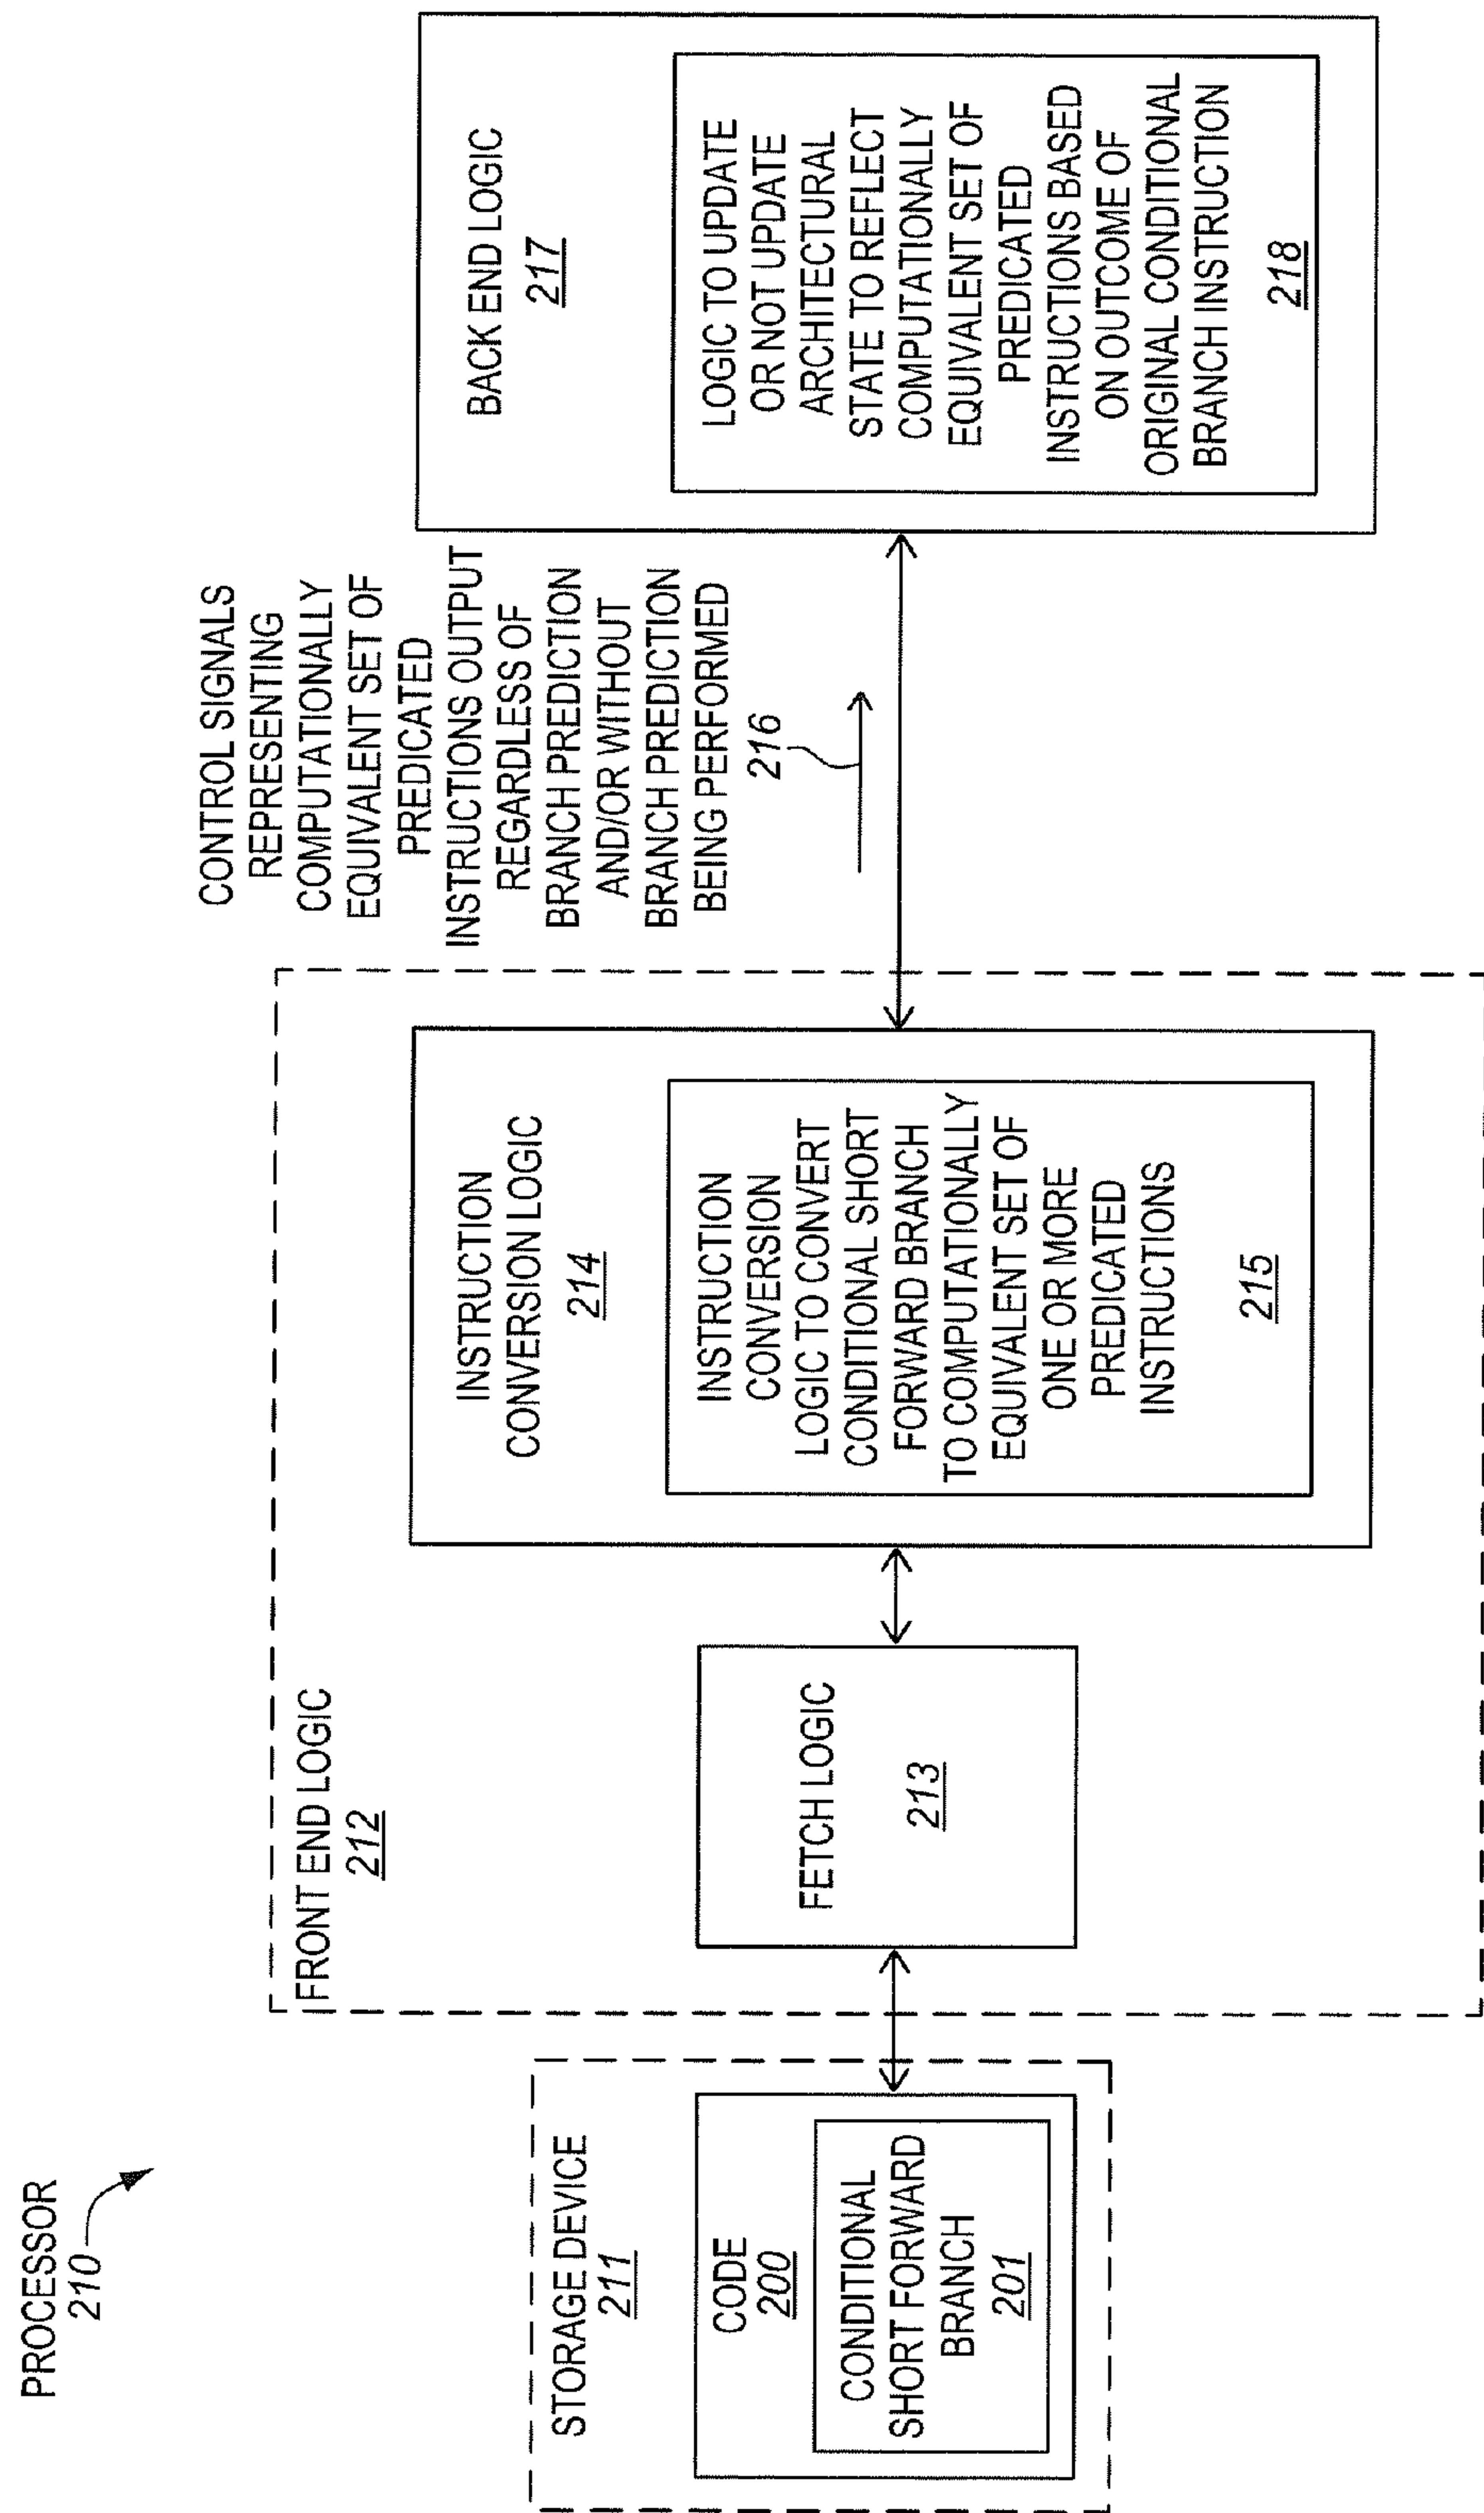 PROCESSOR
210
STORAGE DEVICE
211
CODE
200
CONDITIONAL
SHORT FORWARD
BRANCH
201
FRONT END LOGIC
212
FETCH LOGIC
213
INSTRUCTION
CONVERSION LOGIC
214
INSTRUCTION
CONVERSION
LOGIC TO CONVERT
CONDITIONAL SHORT
FORWARD BRANCH
TO COMPUTATIONALLY
EQUIVALENT SET OF
ONE OR MORE
PREDICATED
INSTRUCTIONS
215
CONTROL SIGNALS
REPRESENTING
COMPUTATIONALLY
EQUIVALENT SET OF
PREDICATED
INSTRUCTIONS OUTPUT
REGARDLESS OF
BRANCH PREDICTION
AND/OR WITHOUT
BRANCH PREDICTION
BEING PERFORMED
216
BACK END LOGIC
217
LOGIC TO UPDATE
OR NOT UPDATE
ARCHITECTURAL
STATE TO REFLECT
COMPUTATIONALLY
EQUIVALENT SET OF
PREDICATED
INSTRUCTIONS BASED
ON OUTCOME OF
ORIGINAL CONDITIONAL
BRANCH INSTRUCTION
218